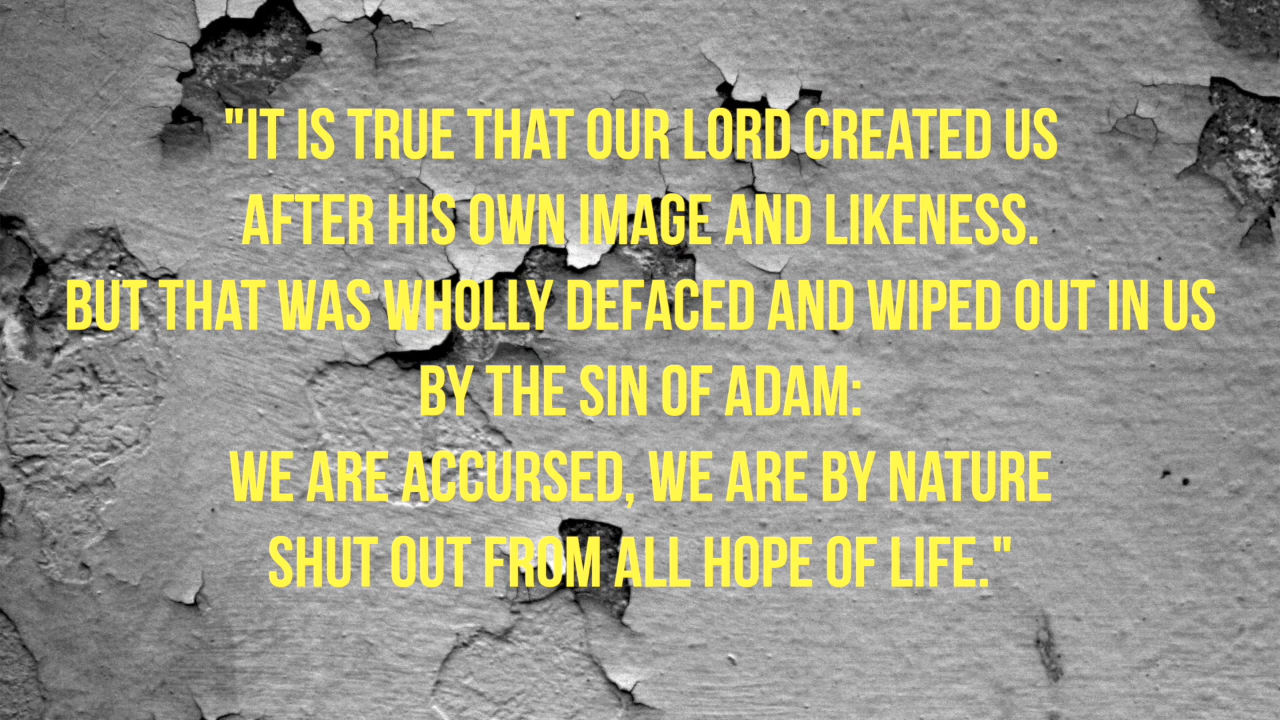 "IT IS TRUE THAT OUR LORD CREATED US
AFTER HIS OWN IMAGE AND LIKENESS.
BUT THAT WAS WHOLLY DEFACED AND WIPED OUT IN US
BY THE SIN OF ADAM:
WE ARE ACCURSED, WE ARE BY NATURE
SHUT OUT FROM ALL HOPE OF LIFE."